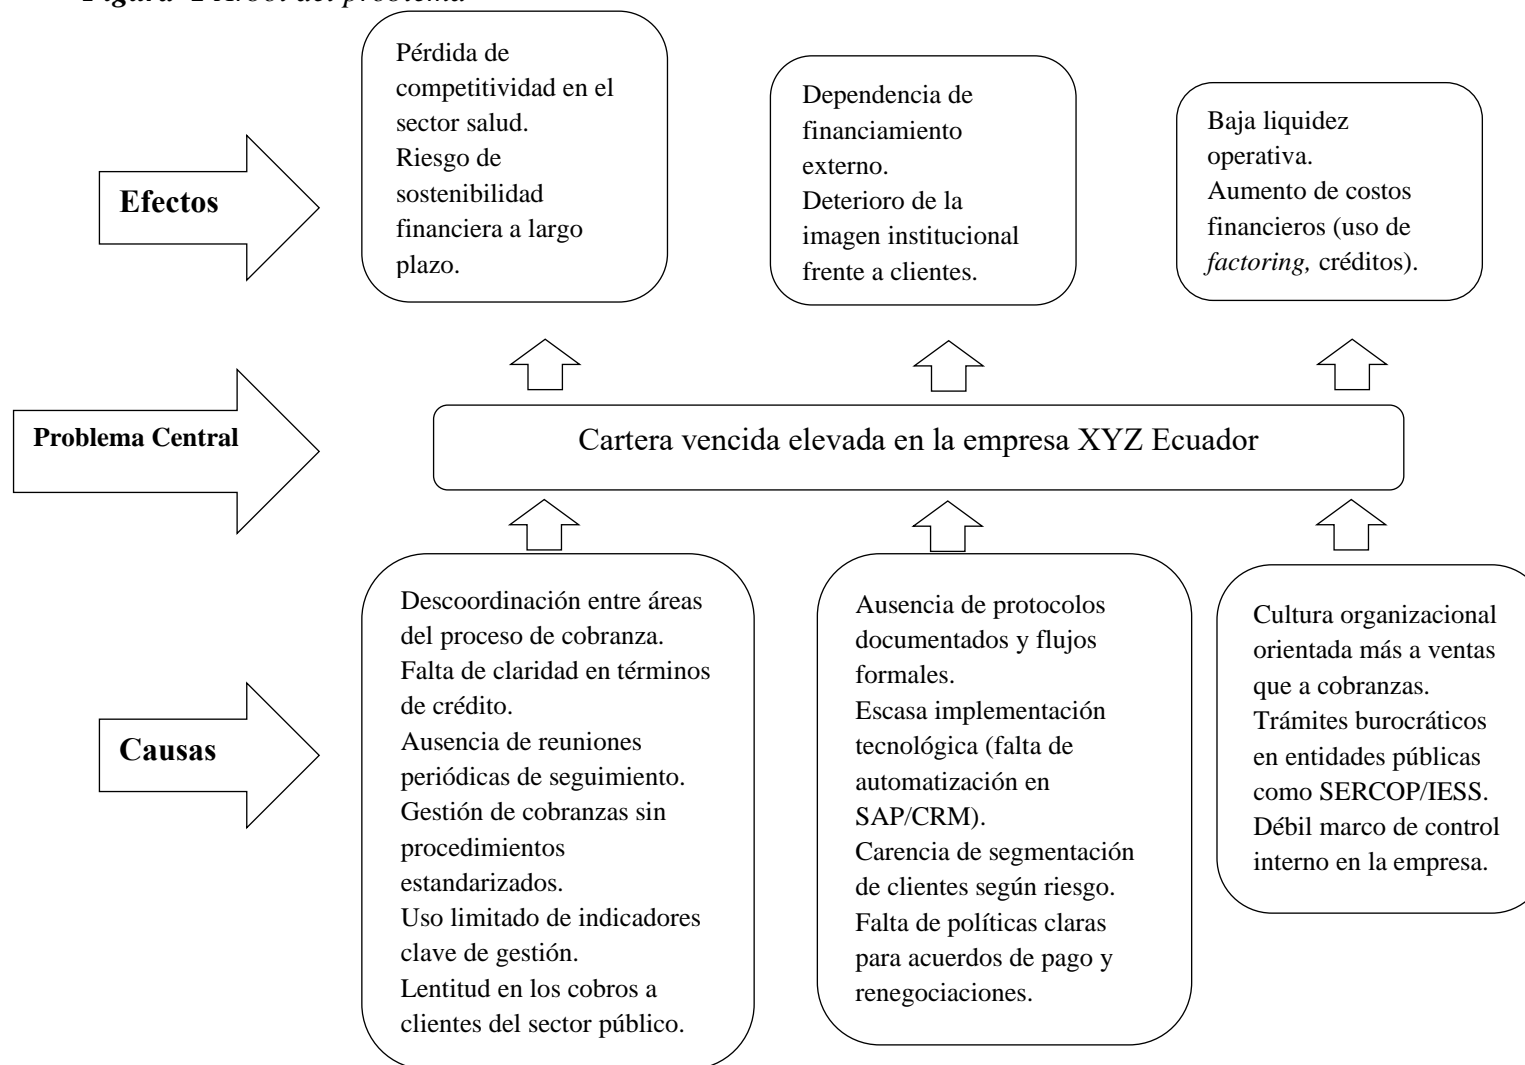 Figura 1 Árbol del problema
Pérdida de
competitividad en el
sector salud.
Riesgo de
sostenibilidad
financiera a largo
plazo.
Dependencia de
financiamiento
externo.
Deterioro de la
imagen institucional
frente a clientes.
Baja liquidez
operativa.
Aumento de costos
financieros (uso de
factoring, créditos).
Efectos
Problema Central
Cartera vencida elevada en la empresa XYZ Ecuador
Causas
Descoordinación entre áreas
del proceso de cobranza.
Falta de claridad en términos
de crédito.
Ausencia de reuniones
periódicas de seguimiento.
Gestión de cobranzas sin
procedimientos
estandarizados.
Uso limitado de indicadores
clave de gestión.
Lentitud en los cobros a
clientes del sector público.
Ausencia de protocolos
documentados y flujos
formales.
Escasa implementación
tecnológica (falta de
automatización en
SAP/CRM).
Carencia de segmentación
de clientes según riesgo.
Falta de políticas claras
para acuerdos de pago y
renegociaciones.
Cultura organizacional
orientada más a ventas
que a cobranzas.
Trámites burocráticos
en entidades públicas
como SERCOP/IESS.
Débil marco de control
interno en la empresa.